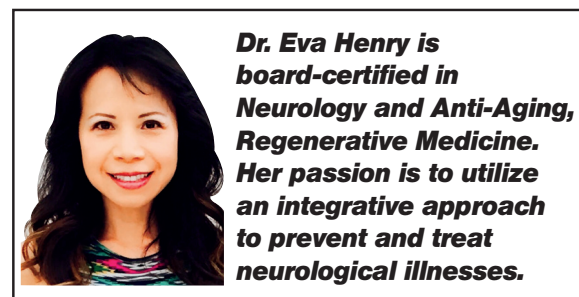 Dr. Eva Henry is
board-certified in
Neurology and Anti-Aging,
Regenerative Medicine.
Her passion is to utilize
an integrative approach
to prevent and treat
neurological illnesses.